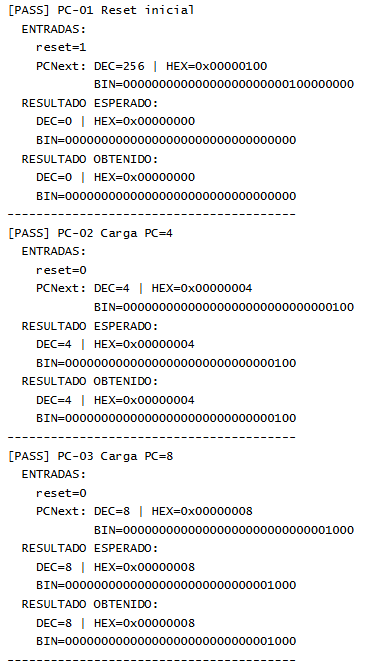 [PASS] PC-01 Reset inicial
ENTRADAS:
reset=1
PCNext: DEC=256 | HEX=0x00000100
BIN=00000000000000000000000100000000
RESULTADO ESPERADO:
DEC=0 | HEX=0x00000000
BIN=00000000000000000000000000000000
RESULTADO OBTENIDO:
DEC=0 | HEX=0x00000000
BIN=00000000000000000000000000000000
----------------------------------------
[PASS] PC-02 Carga PC=4
ENTRADAS:
reset=0
PCNext: DEC=4 | HEX=0x00000004
BIN=00000000000000000000000000000100
RESULTADO ESPERADO:
DEC=4 | HEX=0x00000004
BIN=00000000000000000000000000000100
RESULTADO OBTENIDO:
DEC=4 | HEX=0x00000004
BIN=00000000000000000000000000000100
----------------------------------------
[PASS] PC-03 Carga PC=8
ENTRADAS:
reset=0
PCNext: DEC=8 | HEX=0x00000008
BIN=00000000000000000000000000001000
RESULTADO ESPERADO:
DEC=8 | HEX=0x00000008
BIN=00000000000000000000000000001000
RESULTADO OBTENIDO:
DEC=8 | HEX=0x00000008
BIN=00000000000000000000000000001000
----------------------------------------